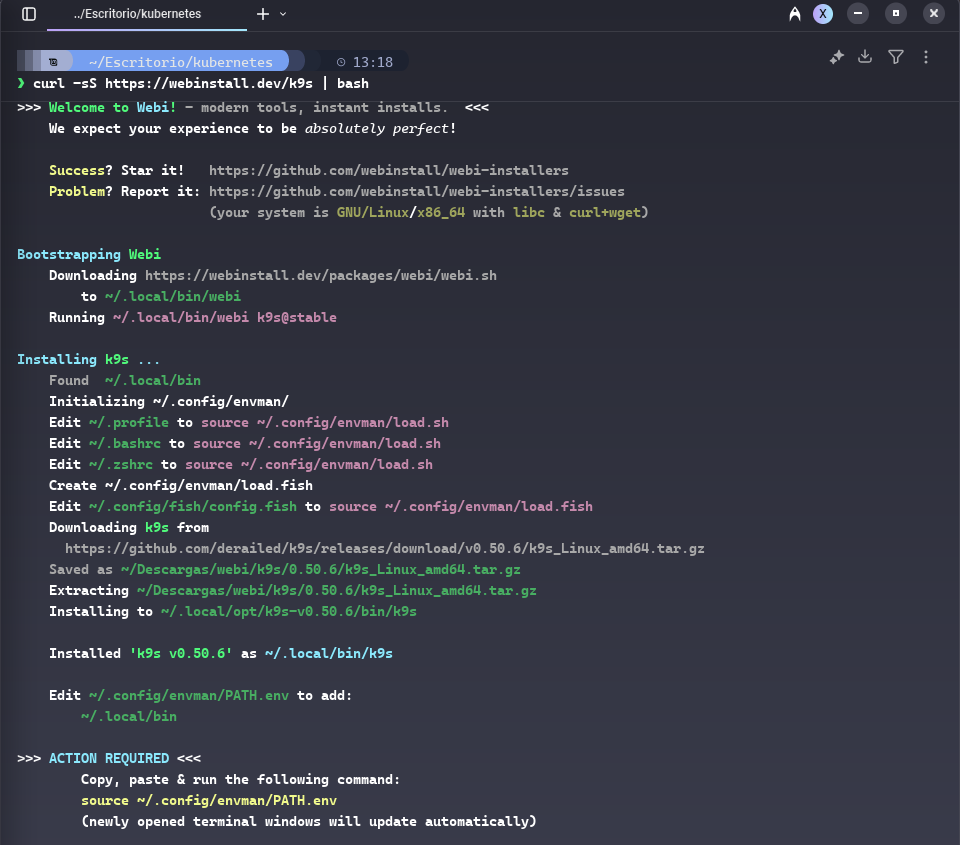 ../Escritorio/kubernetes
X
~/Escritorio/kubernetes
13:18
❯ curl -sS https://webinstall.dev/k9s | bash
>>> Welcome to Webi! - modern tools, instant installs.  <<<
    We expect your experience to be absolutely perfect!
    Success? Star it!   https://github.com/webinstall/webi-installers
    Problem? Report it: https://github.com/webinstall/webi-installers/issues
                        (your system is GNU/Linux/x86_64 with libc & curl+wget)
Bootstrapping Webi
    Downloading https://webinstall.dev/packages/webi/webi.sh
        to ~/.local/bin/webi
    Running ~/.local/bin/webi k9s@stable
Installing k9s ...
    Found  ~/.local/bin
    Initializing ~/.config/envman/
    Edit ~/.profile to source ~/.config/envman/load.sh
    Edit ~/.bashrc to source ~/.config/envman/load.sh
    Edit ~/.zshrc to source ~/.config/envman/load.sh
    Create ~/.config/envman/load.fish
    Edit ~/.config/fish/config.fish to source ~/.config/envman/load.fish
    Downloading k9s from
      https://github.com/derailed/k9s/releases/download/v0.50.6/k9s_Linux_amd64.tar.gz
    Saved as ~/Descargas/webi/k9s/0.50.6/k9s_Linux_amd64.tar.gz
    Extracting ~/Descargas/webi/k9s/0.50.6/k9s_Linux_amd64.tar.gz
    Installing to ~/.local/opt/k9s-v0.50.6/bin/k9s
    Installed 'k9s v0.50.6' as ~/.local/bin/k9s
    Edit ~/.config/envman/PATH.env to add:
        ~/.local/bin
>>> ACTION REQUIRED <<<
        Copy, paste & run the following command:
        source ~/.config/envman/PATH.env
        (newly opened terminal windows will update automatically)